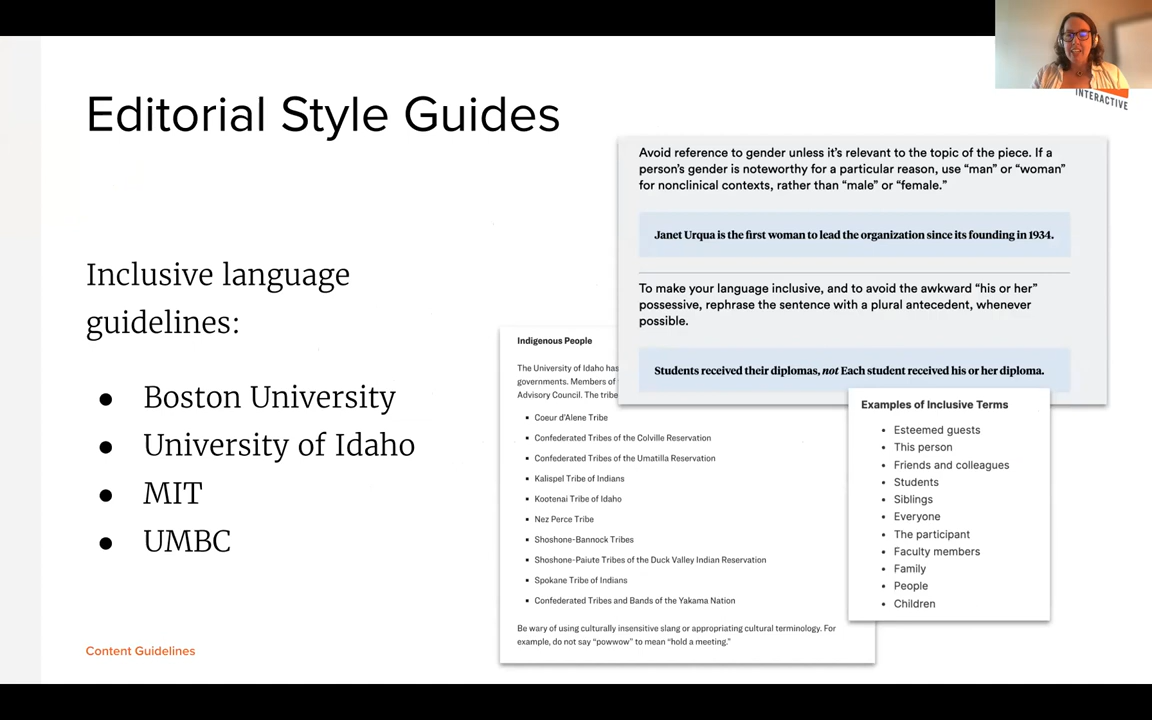 Editorial Style Guides
INTERACTIVE
Inclusive language
guidelines:
● Boston University
● University of Idaho
● MIT
● UMBC
Content Guidelines
Avoid reference to gender unless it’s relevant to the topic of the piece. If a
person’s gender is noteworthy for a particular reason, use “man” or “woman”
for nonclinical contexts, rather than “male” or “female.”
Janet Urqua is the first woman to lead the organization since its founding in 1934.
To make your language inclusive, and to avoid the awkward “his or her”
possessive, rephrase the sentence with a plural antecedent, whenever
possible.
Students received their diplomas, not Each student received his or her diploma.
Indigenous People
The University of Idaho has
governments. Members of
Advisory Council. The tribe
▪ Coeur d’Alene Tribe
▪ Confederated Tribes of the Colville Reservation
▪ Confederated Tribes of the Umatilla Reservation
▪ Kalispel Tribe of Indians
▪ Kootenai Tribe of Idaho
▪ Nez Perce Tribe
▪ Shoshone-Bannock Tribes
▪ Shoshone-Paiute Tribes of the Duck Valley Indian Reservation
▪ Spokane Tribe of Indians
▪ Confederated Tribes and Bands of the Yakama Nation
Be wary of using culturally insensitive slang or appropriating cultural terminology. For
example, do not say “powwow” to mean “hold a meeting.”
Examples of Inclusive Terms
• Esteemed guests
• This person
• Friends and colleagues
• Students
• Siblings
• Everyone
• The participant
• Faculty members
• Family
• People
• Children